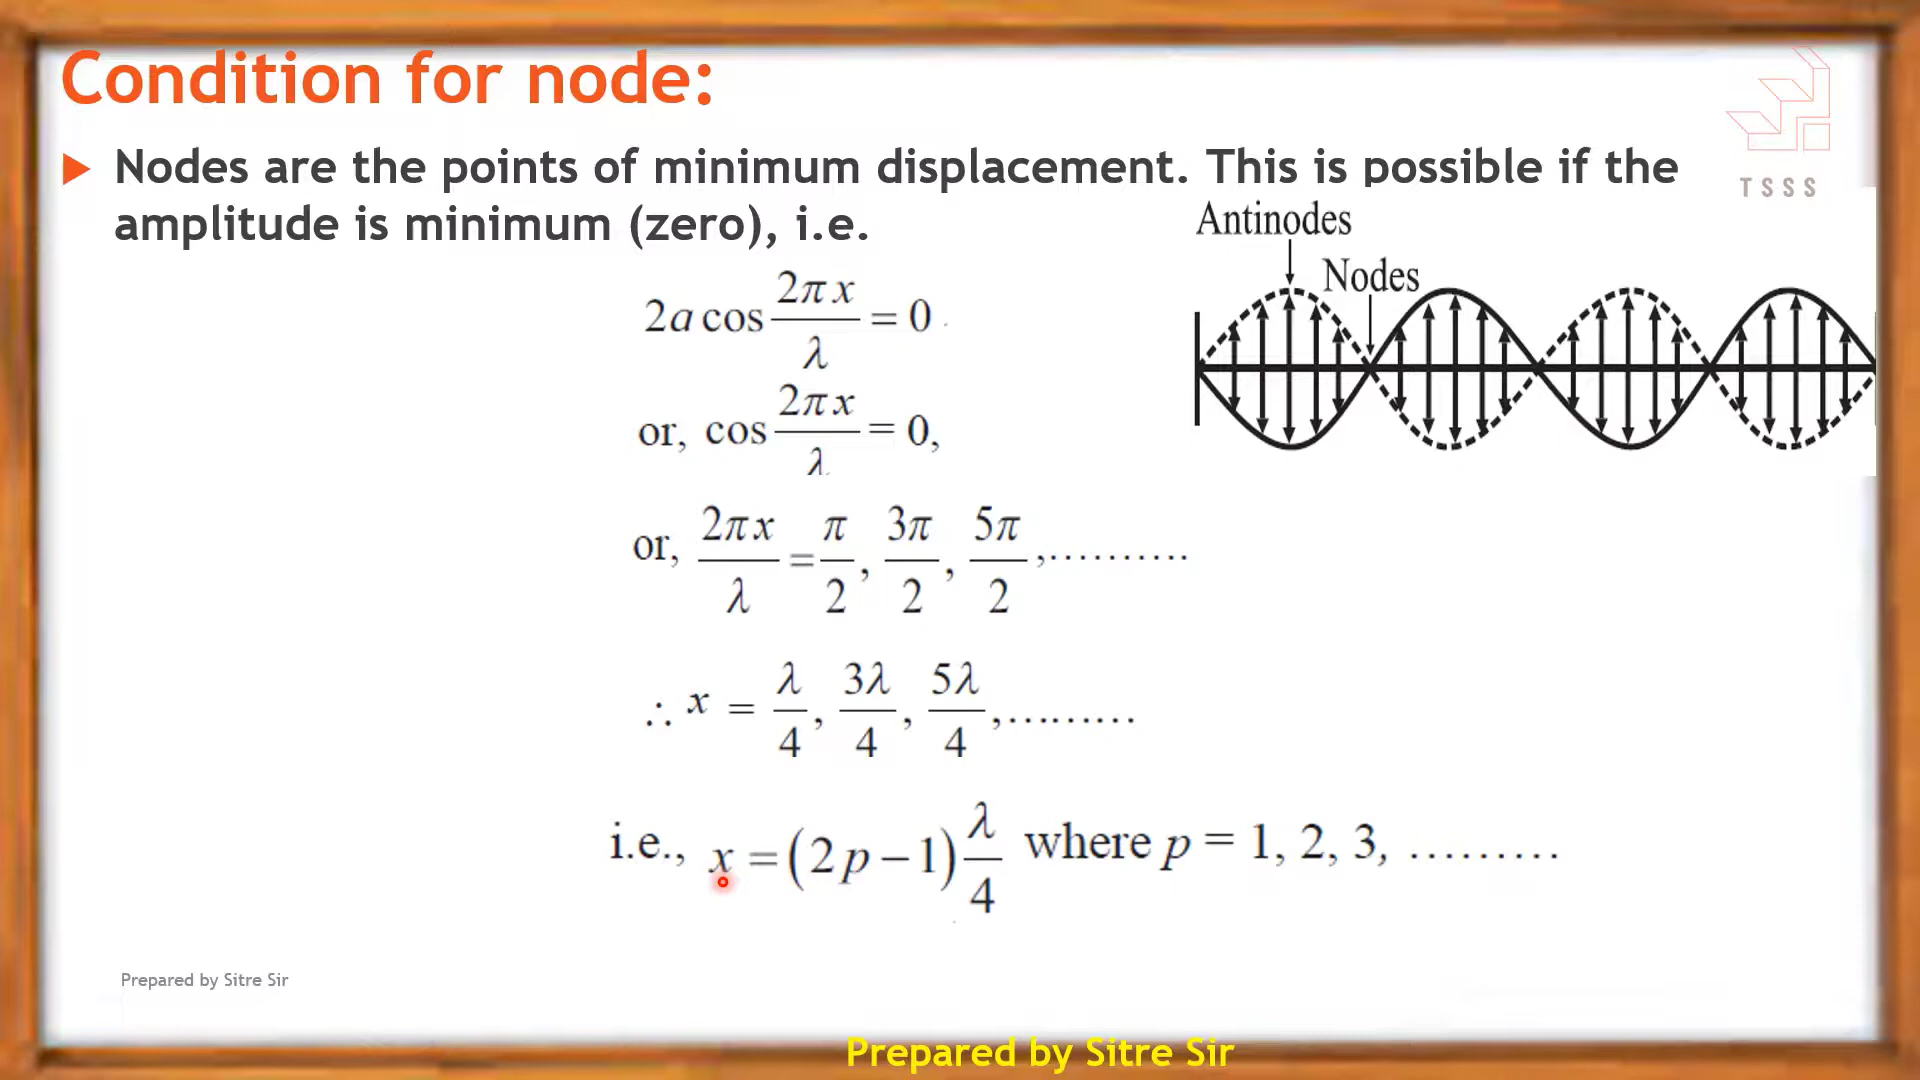 Condition for node:
Nodes are the points of minimum displacement. This is possible if the
amplitude is minimum (zero), i.e.
TSSS
Antinodes
Nodes
2a cos 2πx/λ = 0
or, cos 2πx/λ = 0,
or, 2πx/λ = π/2, 3π/2, 5π/2, ..........
∴ x = λ/4, 3λ/4, 5λ/4, .........
i.e., x = (2p − 1) λ/4 where p = 1, 2, 3, .........
Prepared by Sitre Sir
Prepared by Sitre Sir